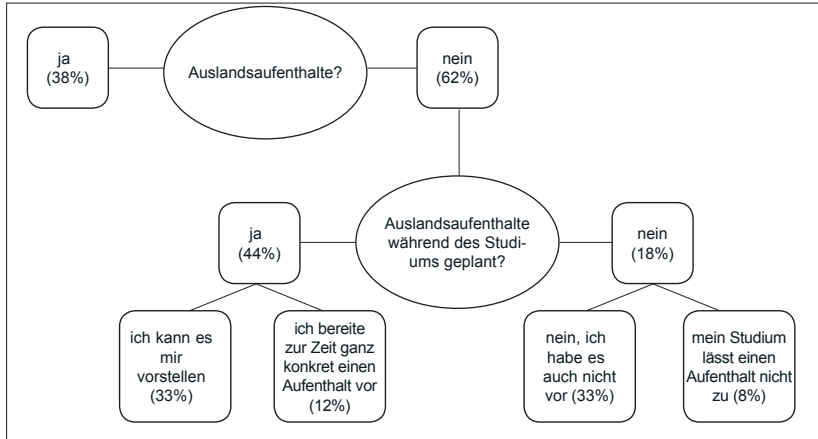 ja
(38%)
Auslandsaufenthalte?
nein
(62%)
ja
(44%)
Auslandsaufenthalte
während des Studi-
ums geplant?
nein
(18%)
ich kann es
mir
vorstellen
(33%)
ich bereite
zur Zeit ganz
konkret einen
Aufenthalt vor
(12%)
nein, ich
habe es
auch nicht
vor (33%)
mein Studium
lässt einen
Aufenthalt nicht
zu (8%)